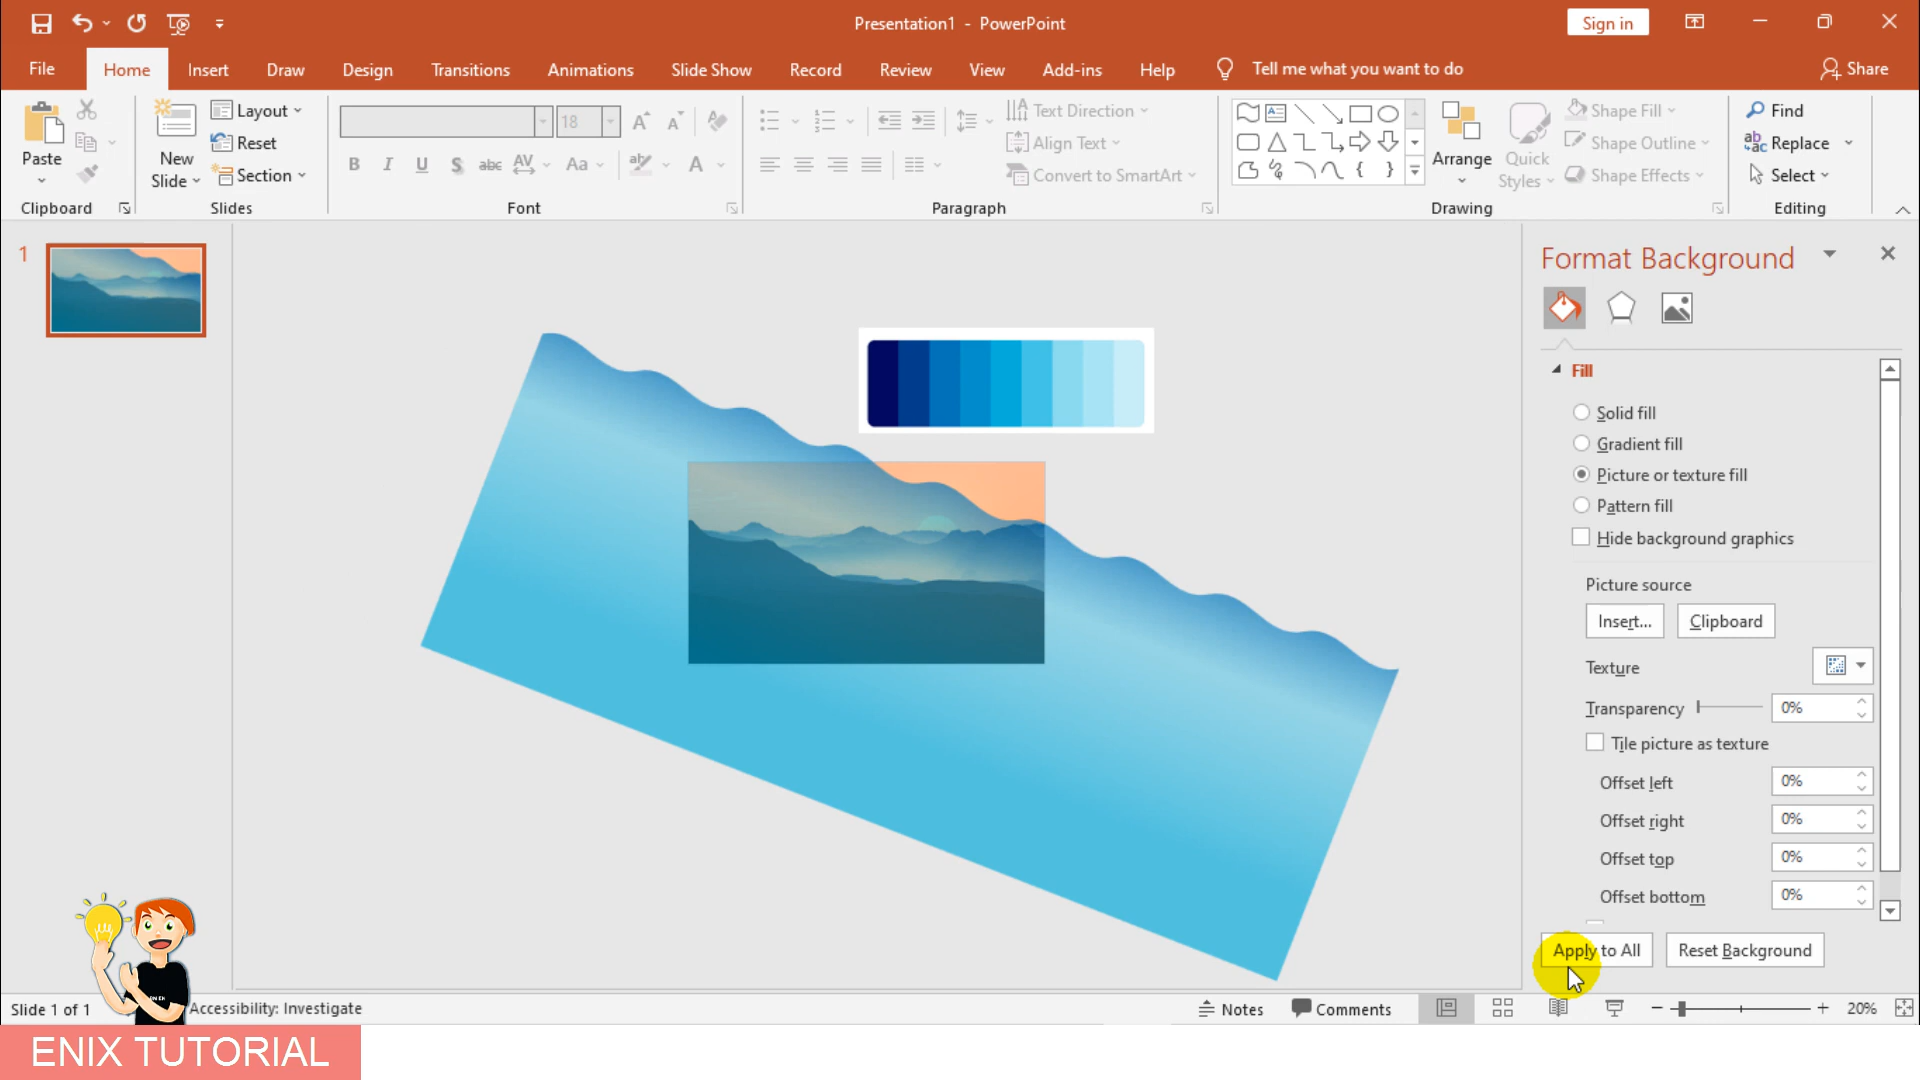 Presentation1 - PowerPoint
Sign in
File Home Insert Draw Design Transitions Animations Slide Show Record Review View Add-ins Help Tell me what you want to do Share
Paste
Clipboard
New Slide
Layout
Reset
Section
Slides
18
B I U S abc AV Aa A
Font
Text Direction
Align Text
Convert to SmartArt
Paragraph
Arrange
Quick Styles
Shape Fill
Shape Outline
Shape Effects
Drawing
Find
Replace
Select
Editing
1
Format Background
Fill
Solid fill
Gradient fill
Picture or texture fill
Pattern fill
Hide background graphics
Picture source
Insert... Clipboard
Texture
Transparency 0%
Tile picture as texture
Offset left 0%
Offset right 0%
Offset top 0%
Offset bottom 0%
Apply to All Reset Background
Slide 1 of 1 Accessibility: Investigate Notes Comments 20%
ENIX TUTORIAL